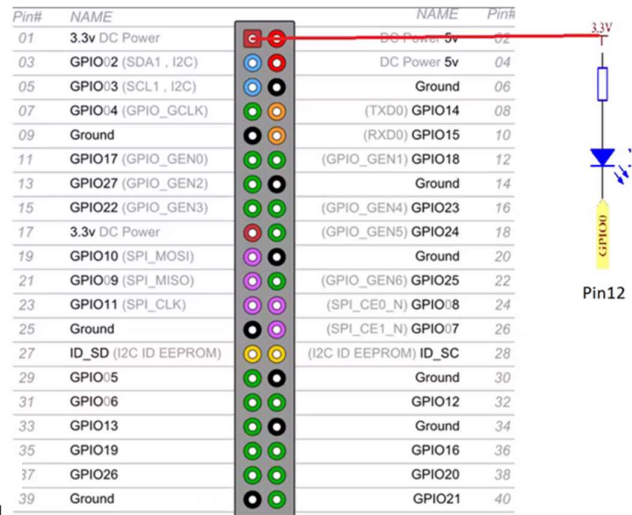 Pin# NAME NAME Pin#
01 3.3v DC Power DC Power 5v 02
03 GPIO02 (SDA1 , I2C) DC Power 5v 04
05 GPIO03 (SCL1 , I2C) Ground 06
07 GPIO04 (GPIO_GCLK) (TXD0) GPIO14 08
09 Ground (RXD0) GPIO15 10
11 GPIO17 (GPIO_GEN0) (GPIO_GEN1) GPIO18 12
13 GPIO27 (GPIO_GEN2) Ground 14
15 GPIO22 (GPIO_GEN3) (GPIO_GEN4) GPIO23 16
17 3.3v DC Power (GPIO_GEN5) GPIO24 18
19 GPIO10 (SPI_MOSI) Ground 20
21 GPIO09 (SPI_MISO) (GPIO_GEN6) GPIO25 22
23 GPIO11 (SPI_CLK) (SPI_CE0_N) GPIO08 24
25 Ground (SPI_CE1_N) GPIO07 26
27 ID_SD (I2C ID EEPROM) (I2C ID EEPROM) ID_SC 28
29 GPIO05 Ground 30
31 GPIO06 GPIO12 32
33 GPIO13 Ground 34
35 GPIO19 GPIO16 36
37 GPIO26 GPIO20 38
39 Ground GPIO21 40
3.3V
GPIO0
Pin12